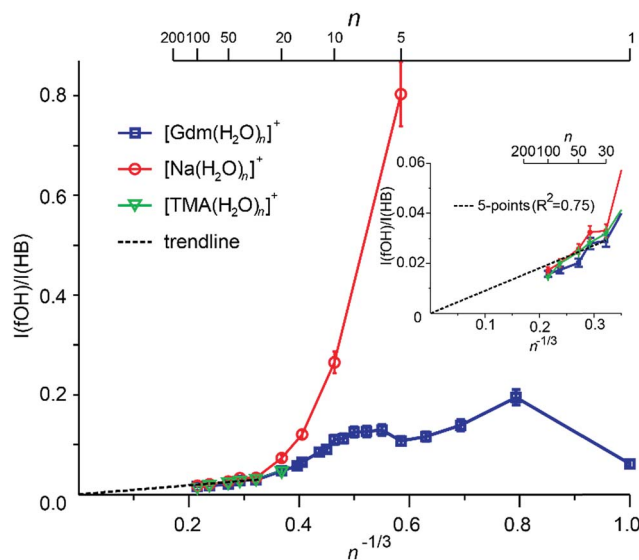 n
200 100 50 20 10 5 1
I(fOH)/I(HB)
0.8
0.6
0.4
0.2
0.0
[Gdm(H₂O)ₙ]⁺
[Na(H₂O)ₙ]⁺
[TMA(H₂O)ₙ]⁺
trendline
n
200 100 50 30
I(fOH)/I(HB)
0.06
0.04
0.02
0.00
5-points(R²=0.75)
0.1 0.2 0.3
n⁻¹/³
0.2 0.4 0.6 0.8 1.0
n⁻¹/³